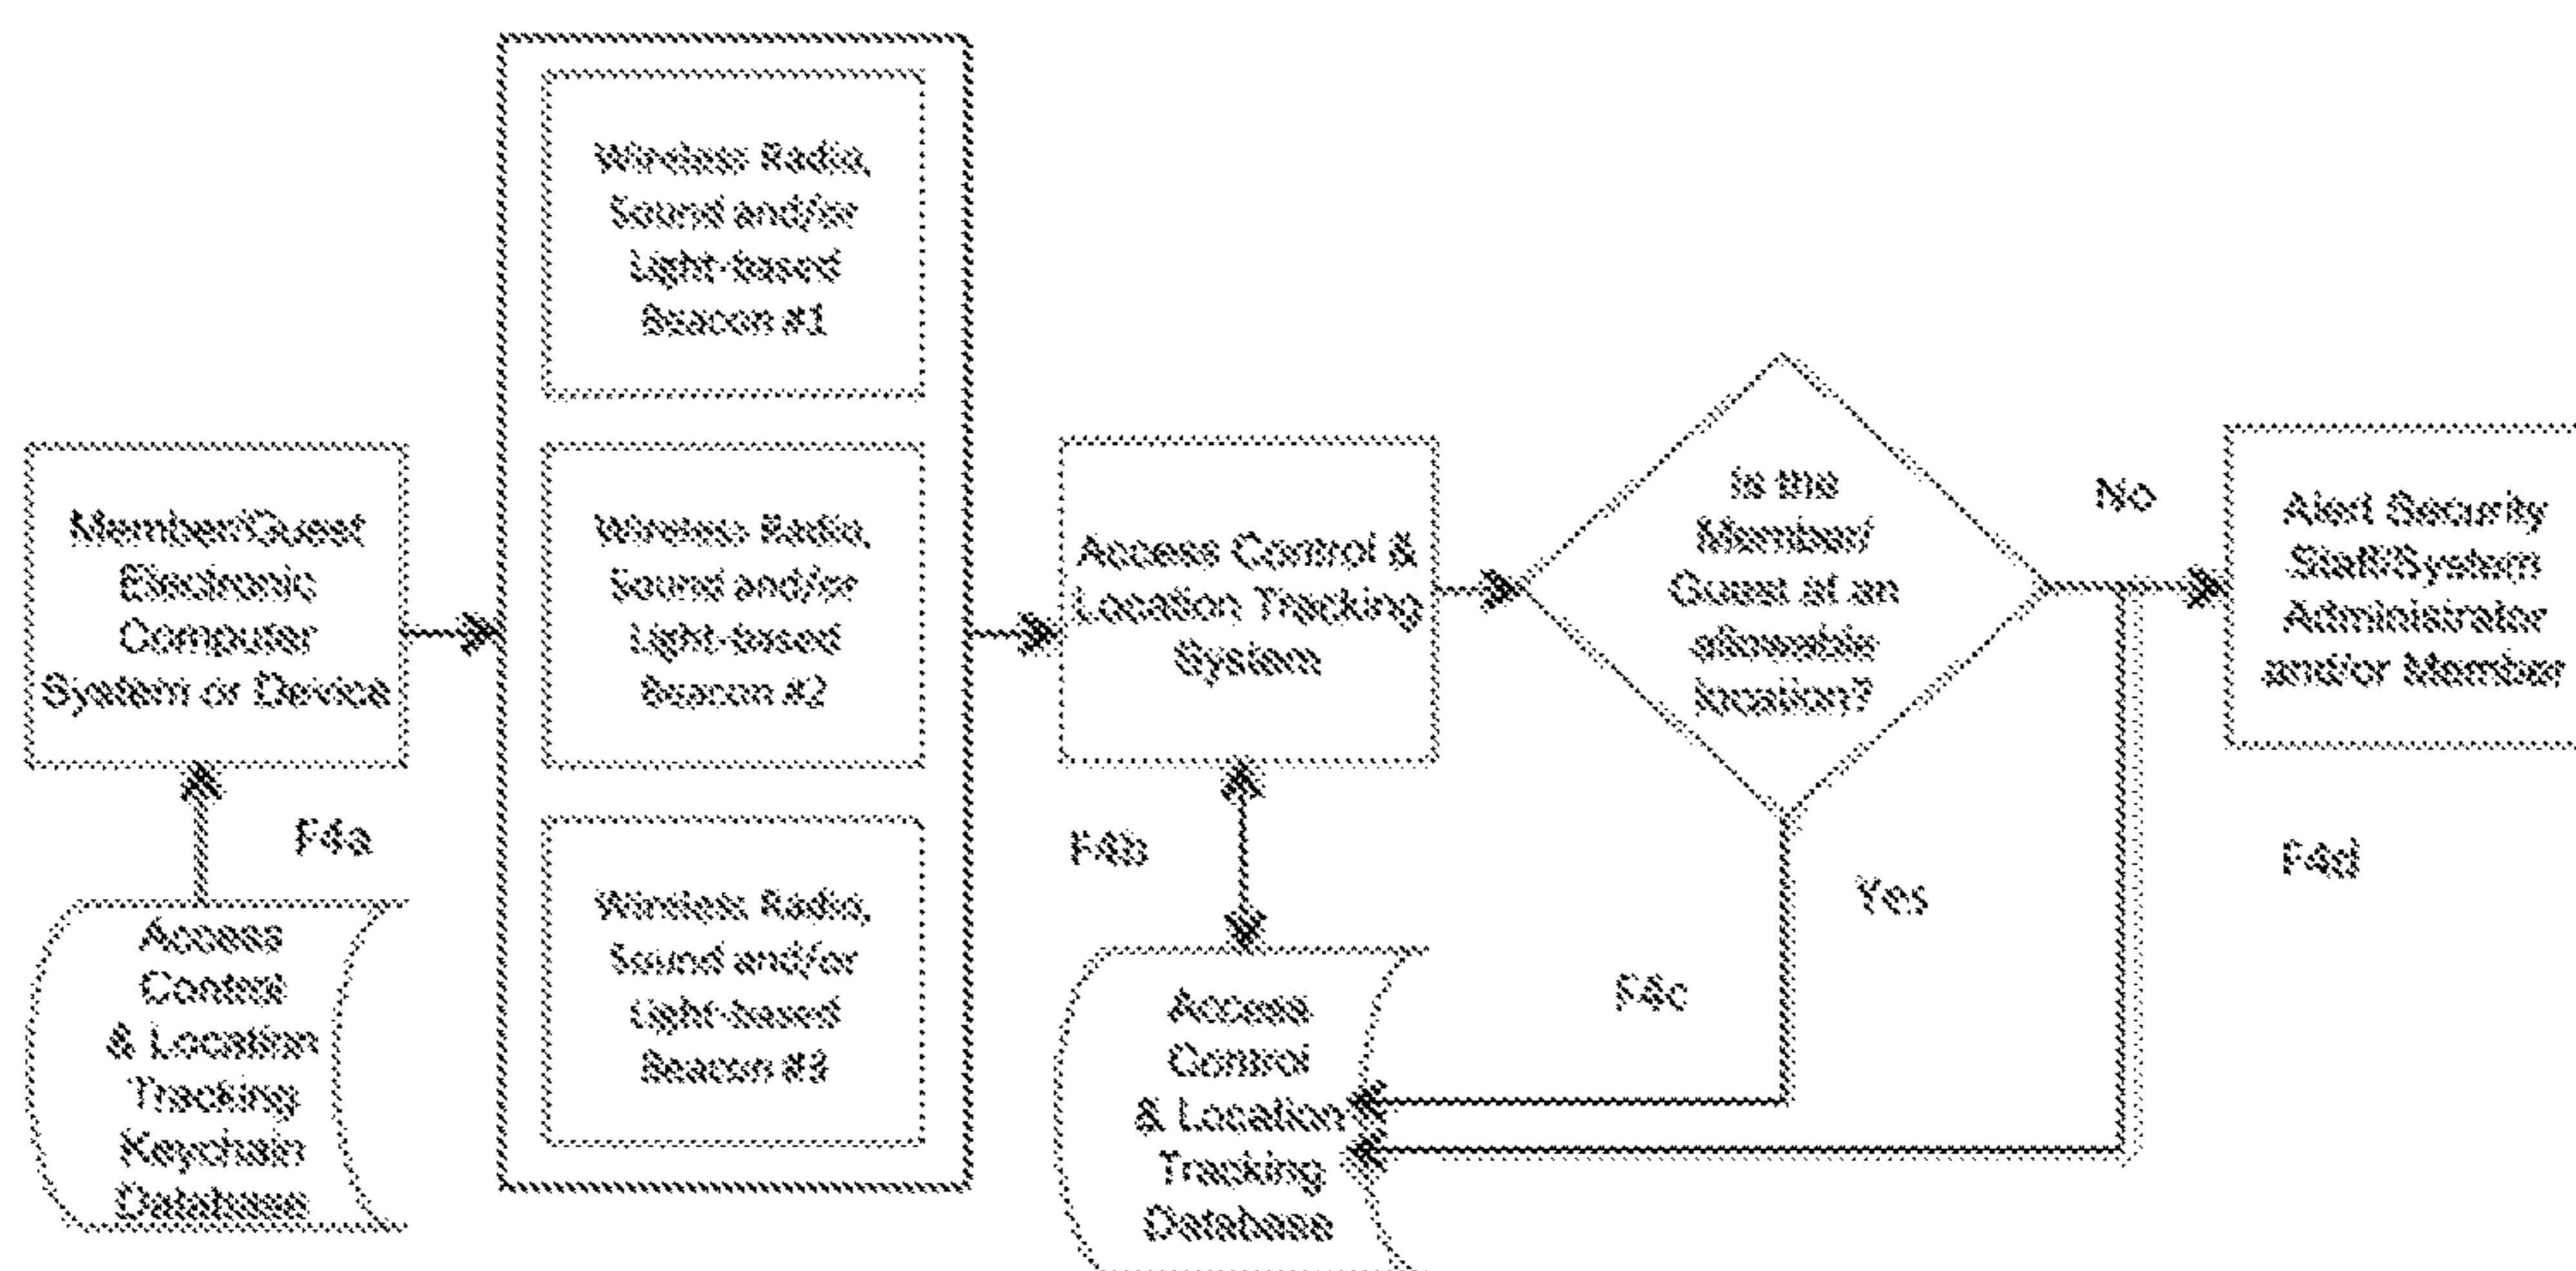 Member/Guest
Electronic
Computer
System or Device
F4a
Access
Control
& Location
Tracking
Keychain
Database
Wireless Radio,
Sound and/or
Light-based
Beacon #1
Wireless Radio,
Sound and/or
Light-based
Beacon #2
Wireless Radio,
Sound and/or
Light-based
Beacon #3
Access Control &
Location Tracking
System
F4b
Access
Control
& Location
Tracking
Database
Is the
Member/
Guest at an
allowable
location?
Yes
F4c
No
Alert Security
Staff/System
Administrator
and/or Member
F4d